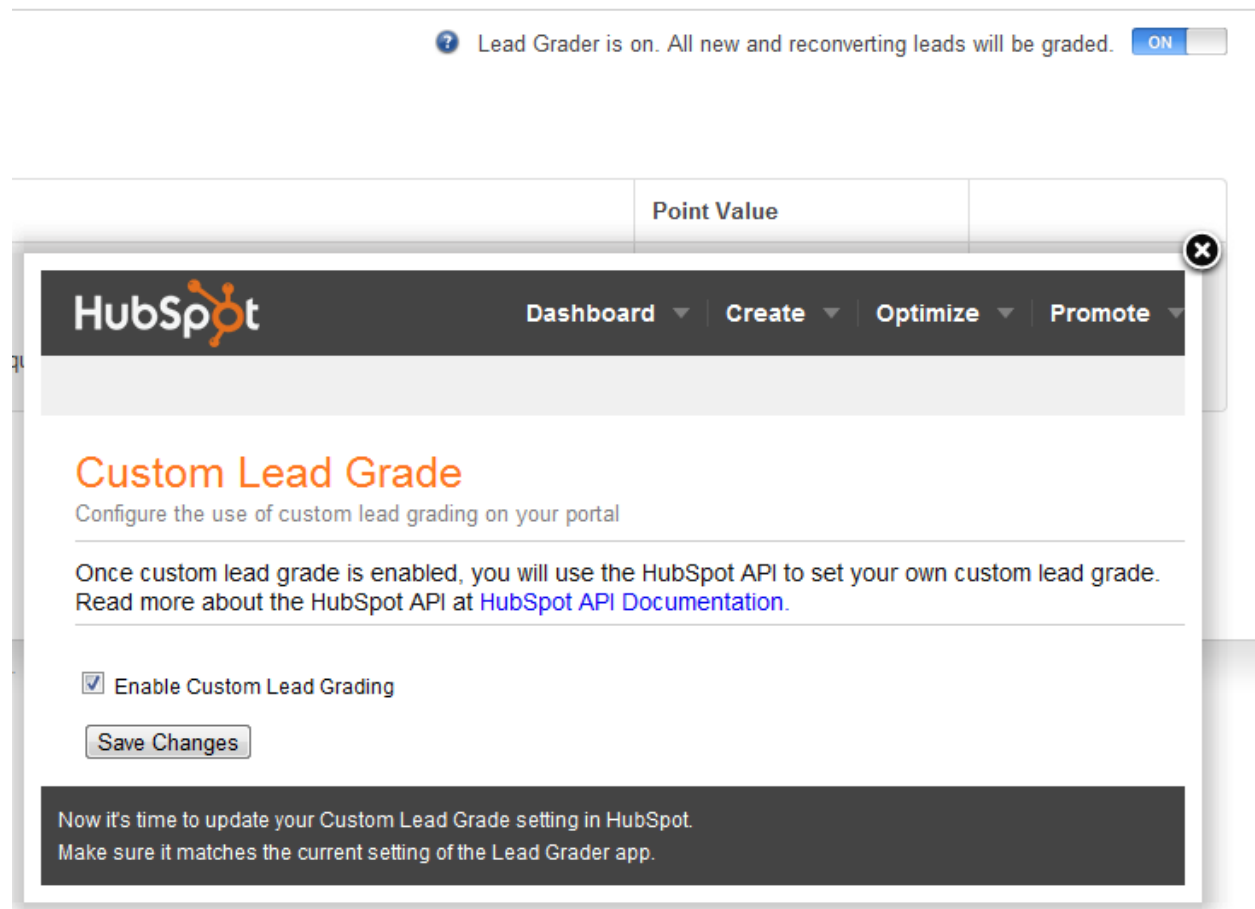 Lead Grader is on. All new and reconverting leads will be graded. ON
Point Value
HubSpot Dashboard Create Optimize Promote
Custom Lead Grade
Configure the use of custom lead grading on your portal
Once custom lead grade is enabled, you will use the HubSpot API to set your own custom lead grade.
Read more about the HubSpot API at HubSpot API Documentation.
Enable Custom Lead Grading
Save Changes
Now it's time to update your Custom Lead Grade setting in HubSpot.
Make sure it matches the current setting of the Lead Grader app.